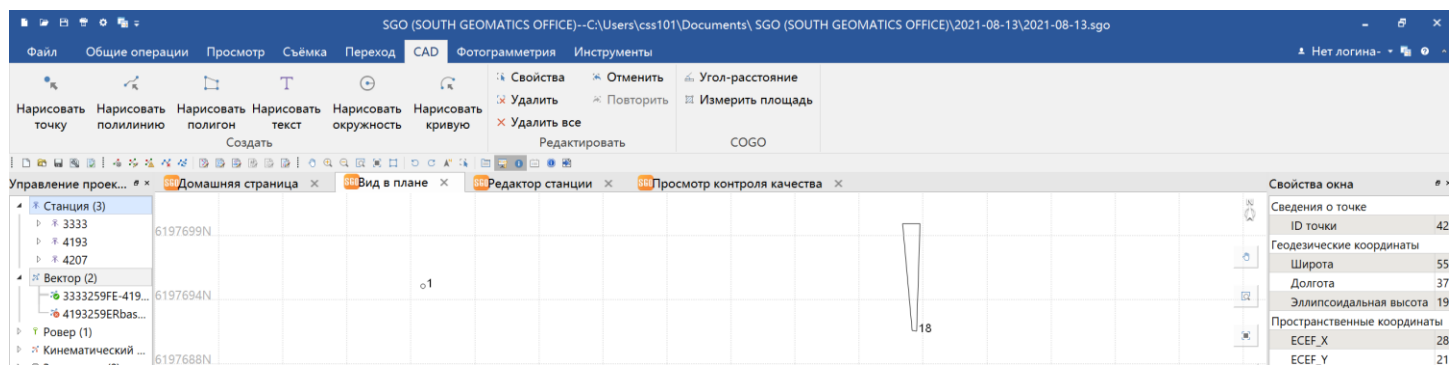 SGO (SOUTH GEOMATICS OFFICE)--C:\Users\css101\Documents\ SGO (SOUTH GEOMATICS OFFICE)\2021-08-13\2021-08-13.sgo
Файл Общие операции Просмотр Съёмка Переход CAD Фотограмметрия Инструменты Нет логина-
Нарисовать точку
Нарисовать полилинию
Нарисовать полигон
Нарисовать текст
Нарисовать окружность
Нарисовать кривую
Создать
Свойства
Удалить
Удалить все
Отменить
Повторить
Редактировать
Угол-расстояние
Измерить площадь
COGO
Управление проек...
Станция (3)
3333
4193
4207
Вектор (2)
3333259FE-419...
4193259ERbas...
Ровер (1)
Кинематический ...
SGO Домашняя страница
SGO Вид в плане
SGO Редактор станции
SGO Просмотр контроля качества
6197699N
6197694N
6197688N
1
18
N
Свойства окна
Сведения о точке
ID точки 42
Геодезические координаты
Широта 55
Долгота 37
Эллипсоидальная высота 19
Пространственные координаты
ECEF_X 28
ECEF_Y 21